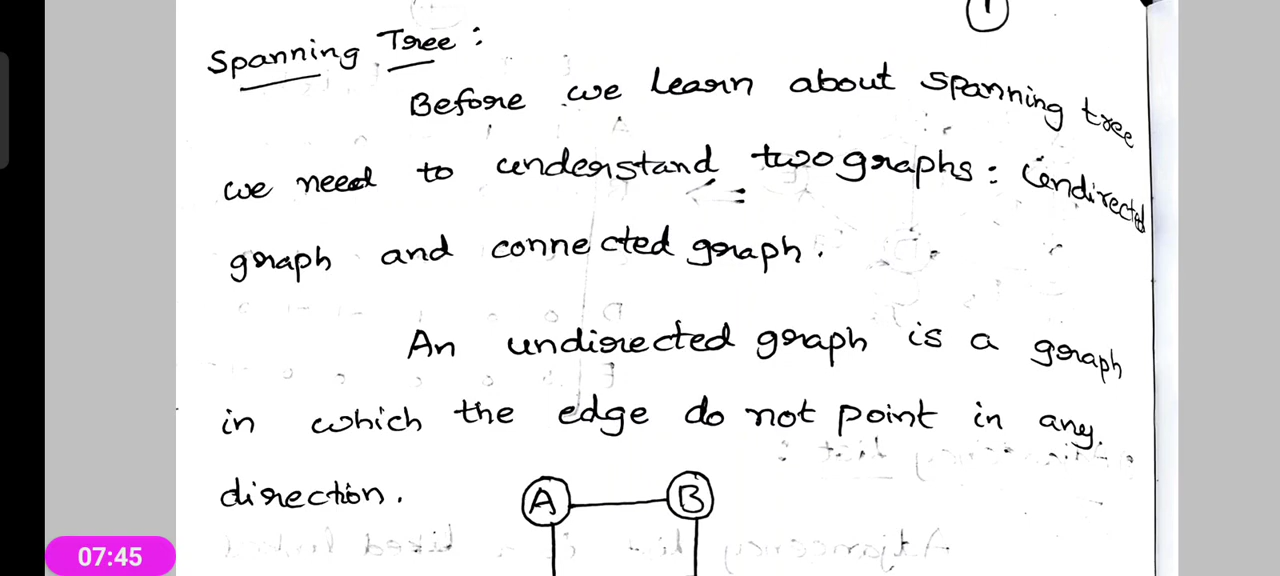 1
Spanning Tree :
Before we learn about spanning tree
we need to understand two graphs : undirected
graph and connected graph.
An undirected graph is a graph
in which the edge do not point in any
direction.
A B
07:45